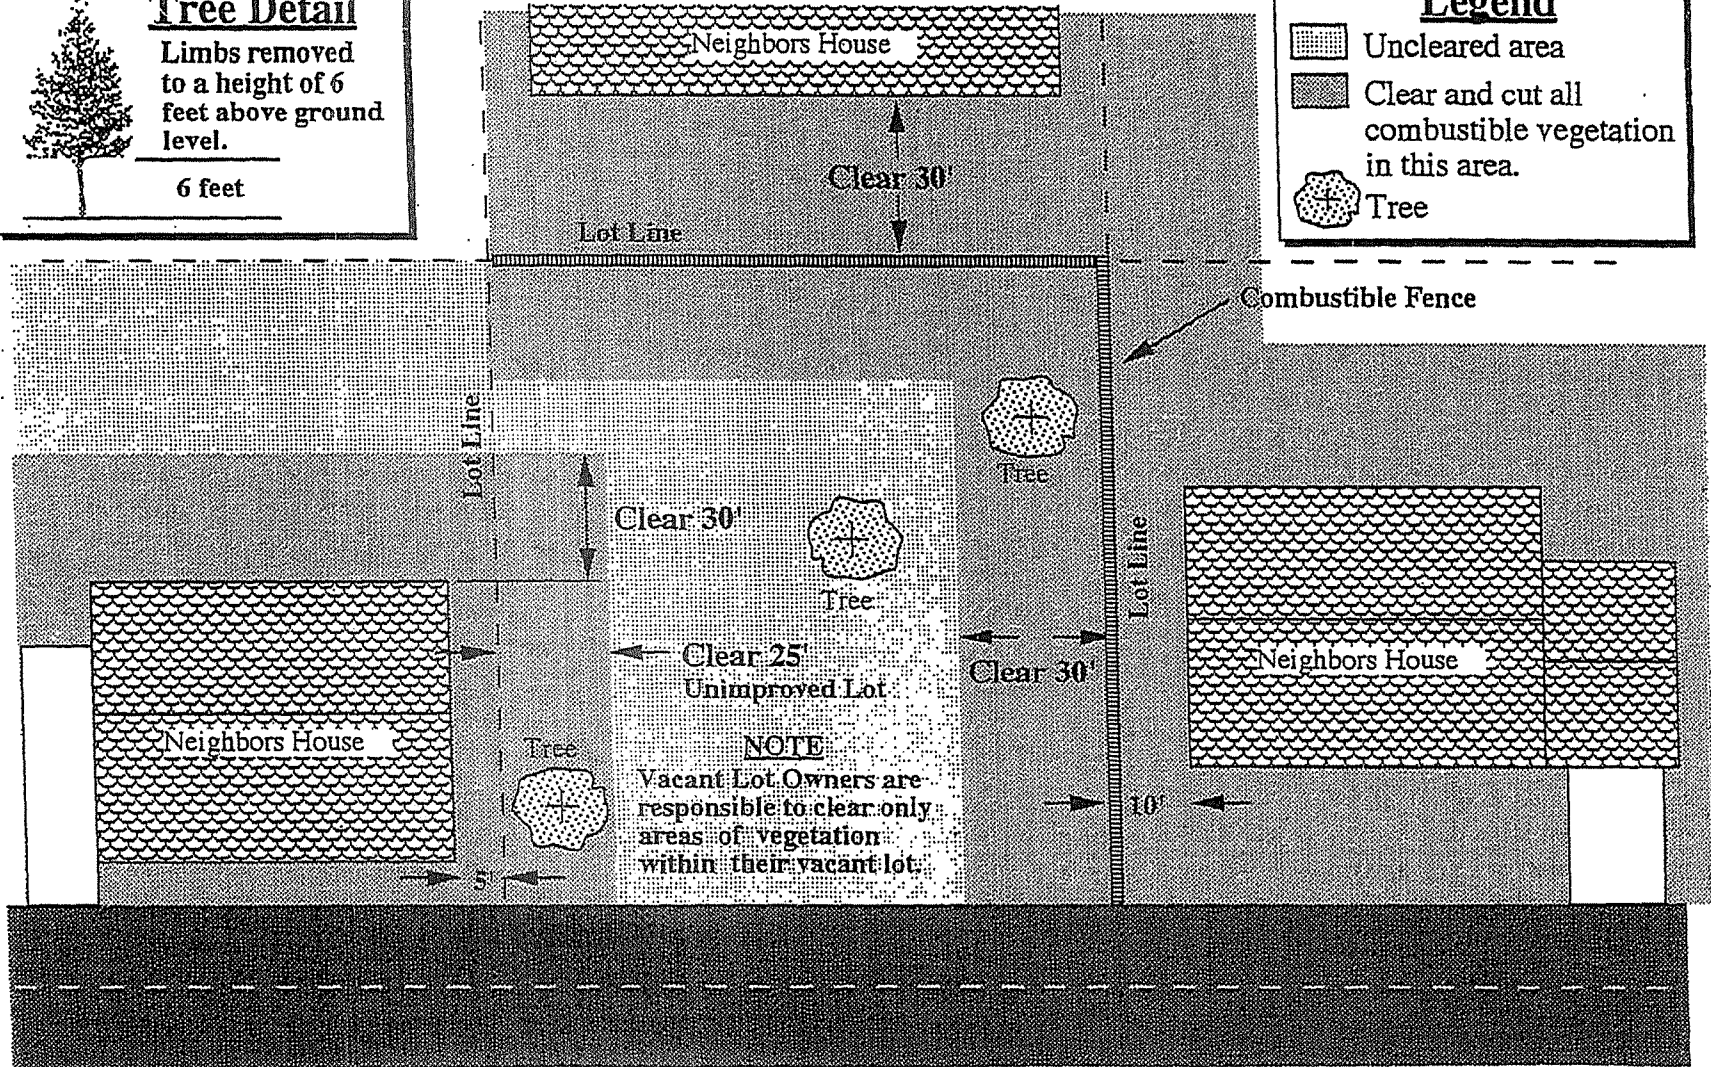 Tree Detail
Limbs removed
to a height of 6
feet above ground
level.
6 feet
Neighbors House
Clear 30'
Lot Line
Legend
Uncleared area
Clear and cut all
combustible vegetation
in this area.
Tree
Combustible Fence
Lot Line
Clear 30'
Tree
Tree
Lot Line
Clear 25'
Unimproved Lot
Clear 30'
Neighbors House
Neighbors House
Tree
NOTE
Vacant Lot Owners are
responsible to clear only
areas of vegetation
within their vacant lot.
10'
5'